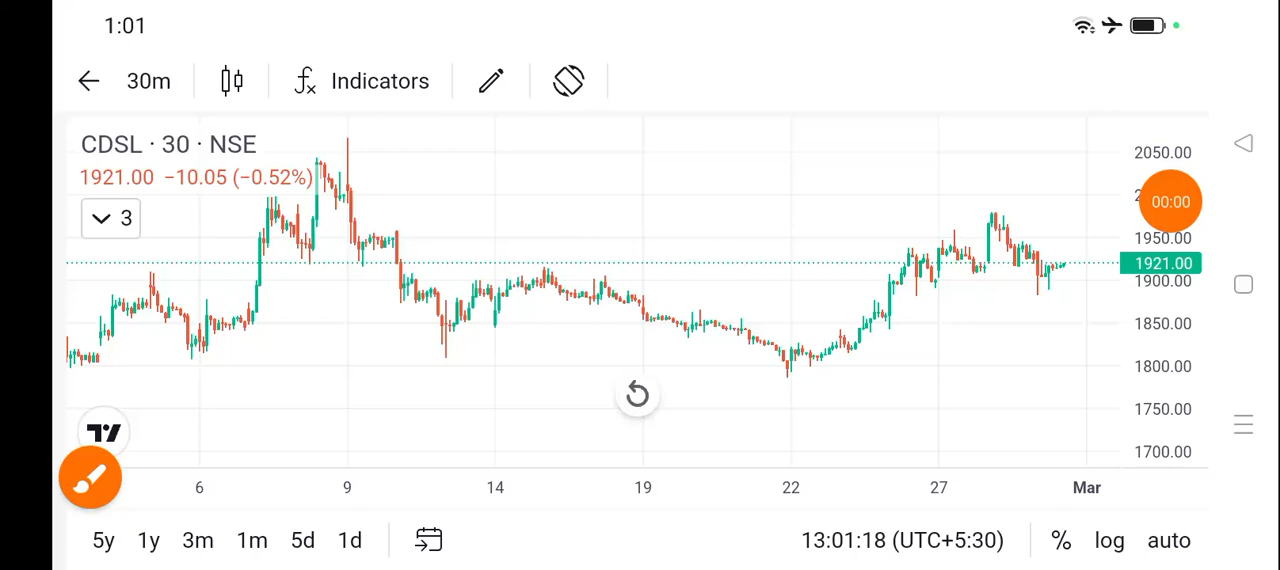 1:01
30m
Indicators
CDSL · 30 · NSE
1921.00 −10.05 (−0.52%)
3
2050.00
00:00
1950.00
1921.00
1900.00
1850.00
1800.00
1750.00
1700.00
6 9 14 19 22 27 Mar
5y 1y 3m 1m 5d 1d 13:01:18 (UTC+5:30) % log auto